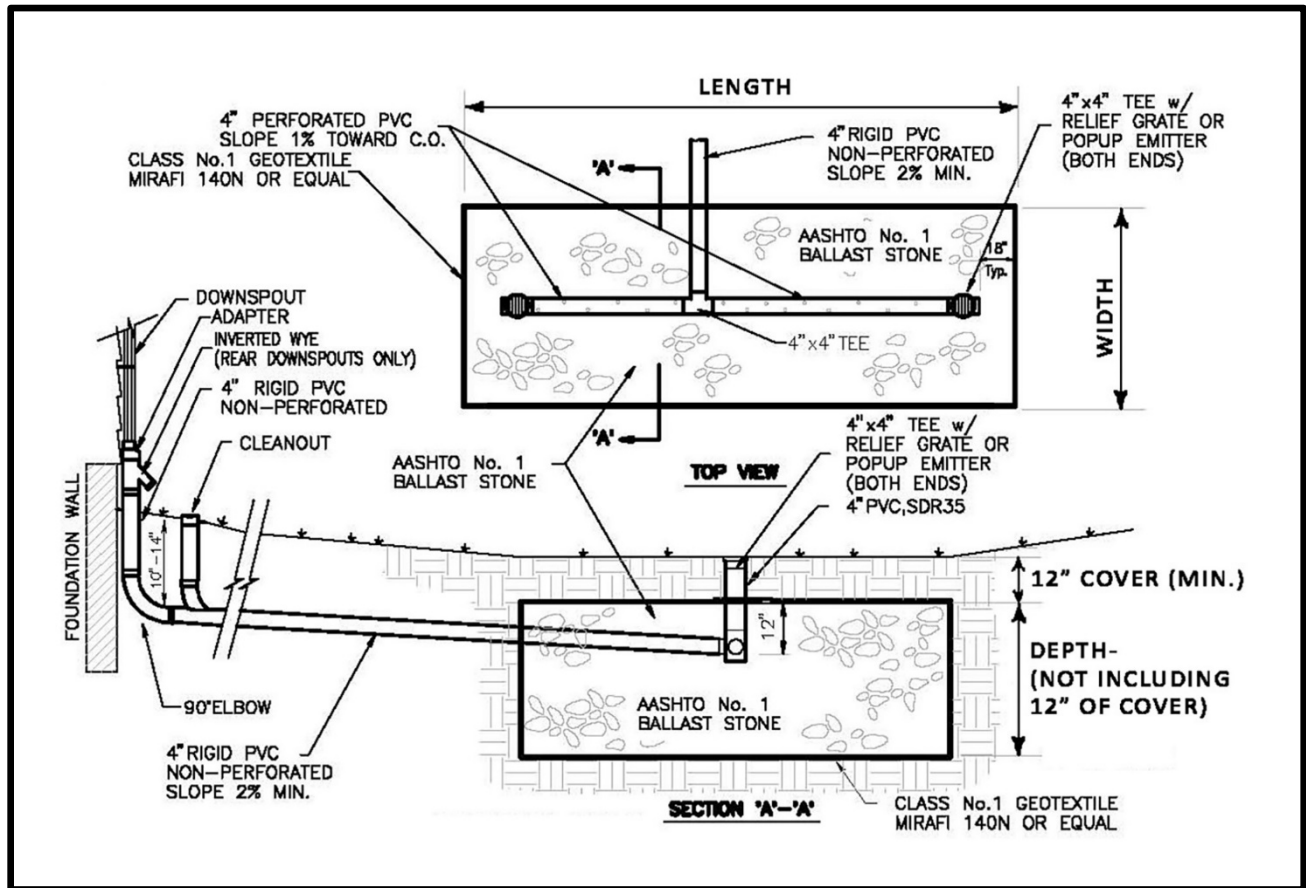 LENGTH
4" PERFORATED PVC
SLOPE 1% TOWARD C.O.
CLASS No.1 GEOTEXTILE
MIRAFI 140N OR EQUAL
'A'
4" RIGID PVC
NON-PERFORATED
SLOPE 2% MIN.
4"x4" TEE w/
RELIEF GRATE OR
POPUP EMITTER
(BOTH ENDS)
AASHTO No. 1
BALLAST STONE
18"
Typ.
WIDTH
4"x4" TEE
'A'
TOP VIEW
DOWNSPOUT
ADAPTER
INVERTED WYE
(REAR DOWNSPOUTS ONLY)
4" RIGID PVC
NON-PERFORATED
CLEANOUT
AASHTO No. 1
BALLAST STONE
4"x4" TEE w/
RELIEF GRATE OR
POPUP EMITTER
(BOTH ENDS)
4" PVC,SDR35
FOUNDATION WALL
10"-14"
12" COVER (MIN.)
12"
DEPTH-
(NOT INCLUDING
12" OF COVER)
AASHTO No. 1
BALLAST STONE
90°ELBOW
4" RIGID PVC
NON-PERFORATED
SLOPE 2% MIN.
SECTION 'A'-'A'
CLASS No.1 GEOTEXTILE
MIRAFI 140N OR EQUAL